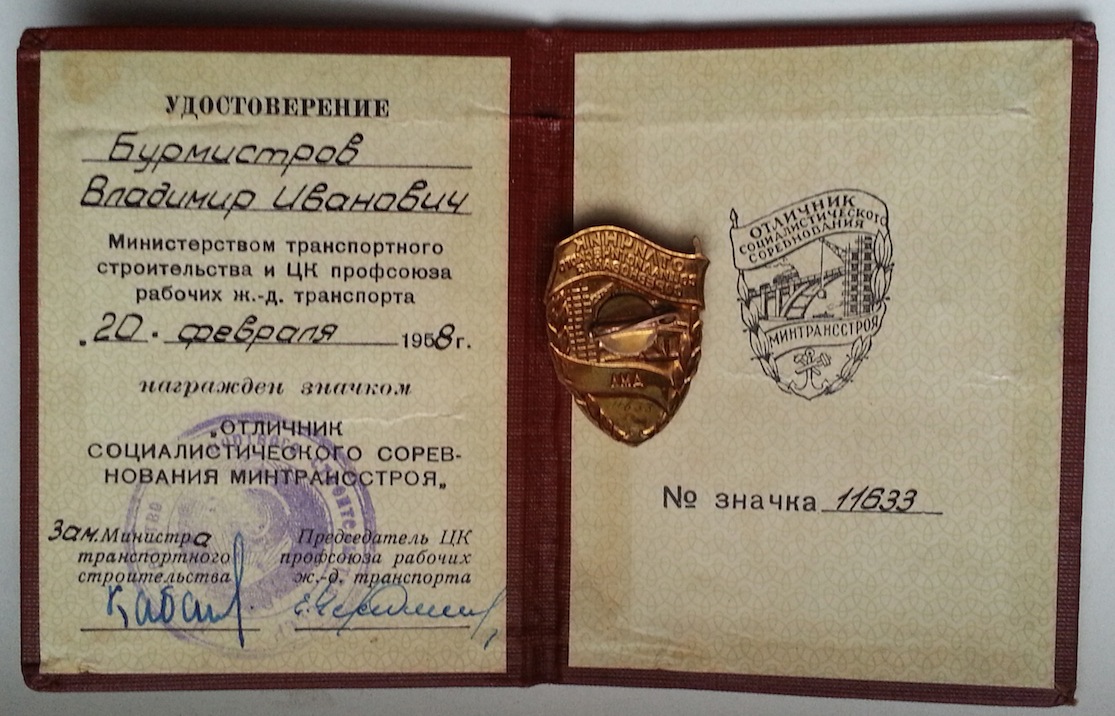 УДОСТОВЕРЕНИЕ
Бурмистров
Владимир Иванович
Министерством транспортного
строительства и ЦК профсоюза
рабочих ж.-д. транспорта
„20. февраля 1958 г.
награжден значком
„ОТЛИЧНИК
СОЦИАЛИСТИЧЕСКОГО СОРЕВ-
НОВАНИЯ МИНТРАНССТРОЯ„
Зам. Министра
транспортного
строительства
Председатель ЦК
профсоюза рабочих
ж.-д. транспорта
11633
ОТЛИЧНИК
СОЦИАЛИСТИЧЕСКОГО
СОРЕВНОВАНИЯ
МИНТРАНССТРОЯ
№ значка 11633